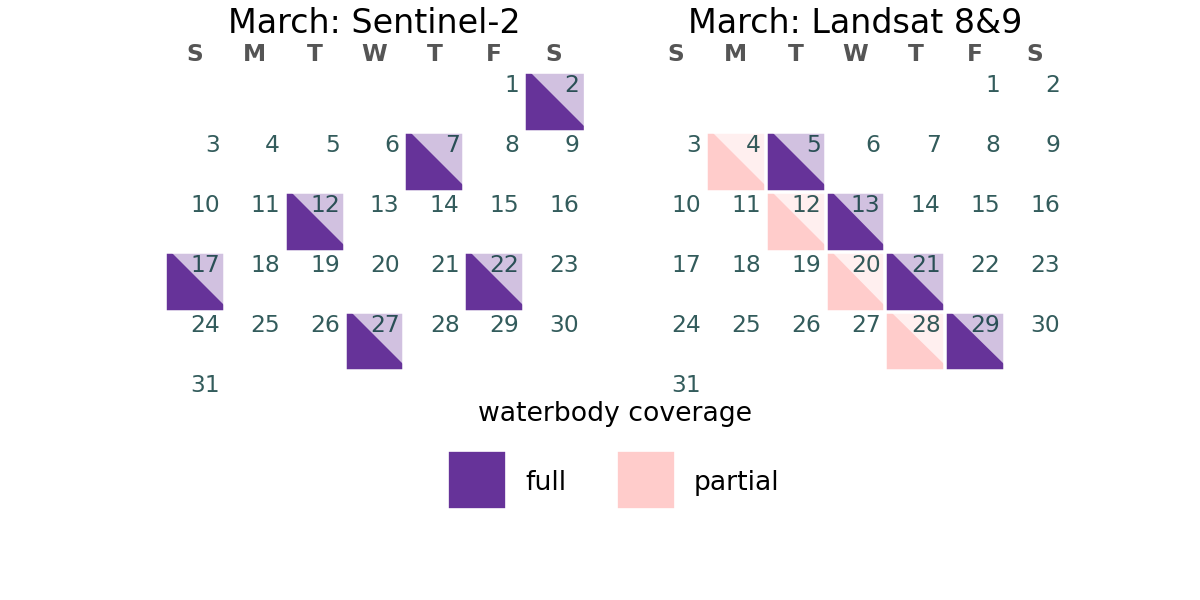 March: Sentinel-2
S M T W T F S
1 2
3 4 5 6 7 8 9
10 11 12 13 14 15 16
17 18 19 20 21 22 23
24 25 26 27 28 29 30
31
March: Landsat 8&9
S M T W T F S
1 2
3 4 5 6 7 8 9
10 11 12 13 14 15 16
17 18 19 20 21 22 23
24 25 26 27 28 29 30
31
waterbody coverage
full
partial